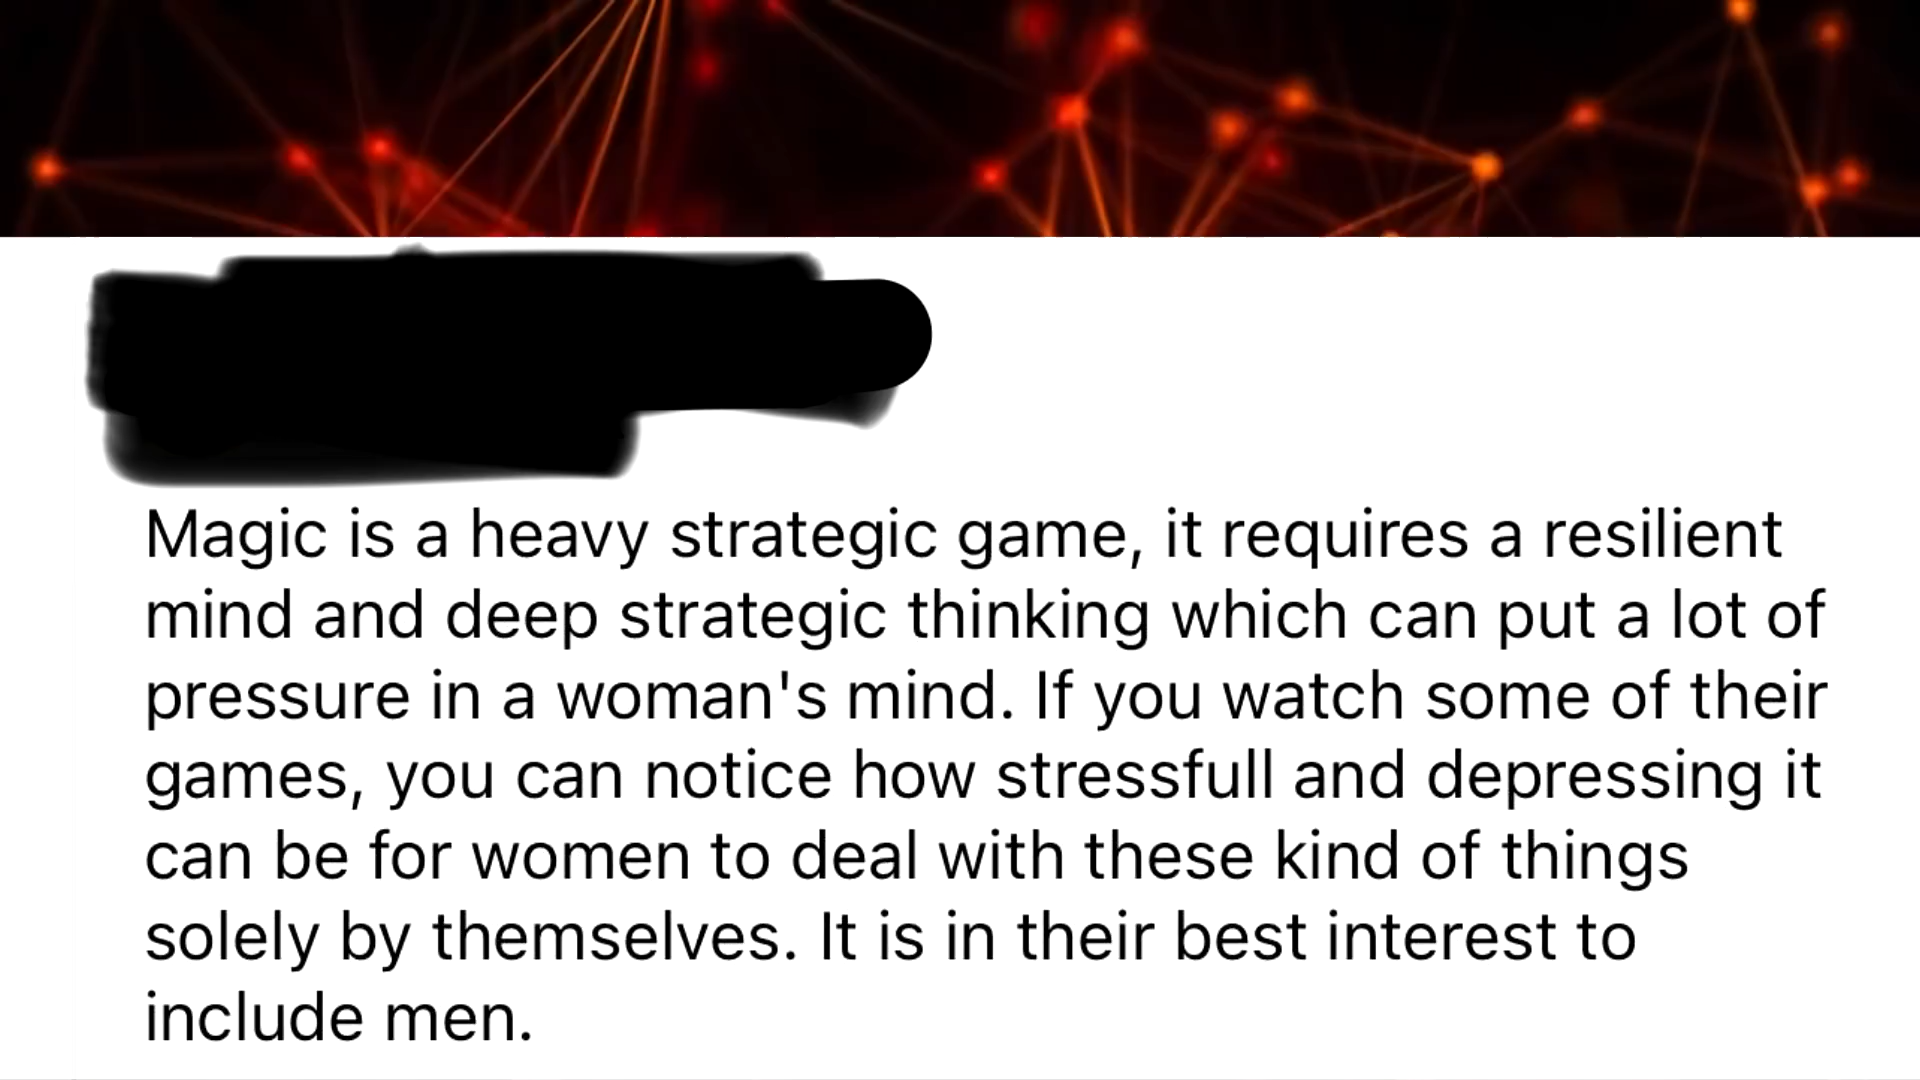 Magic is a heavy strategic game, it requires a resilient
mind and deep strategic thinking which can put a lot of
pressure in a woman's mind. If you watch some of their
games, you can notice how stressfull and depressing it
can be for women to deal with these kind of things
solely by themselves. It is in their best interest to
include men.